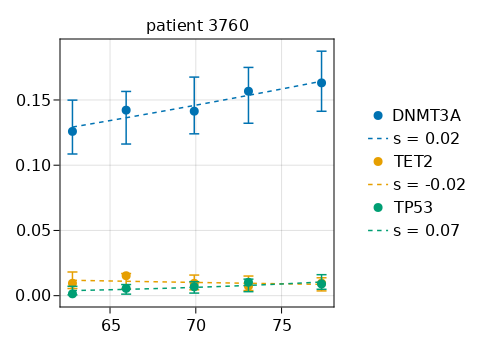 patient 3760
0.15
0.10
0.05
0.00
65
70
75
DNMT3A
s = 0.02
TET2
s = -0.02
TP53
s = 0.07